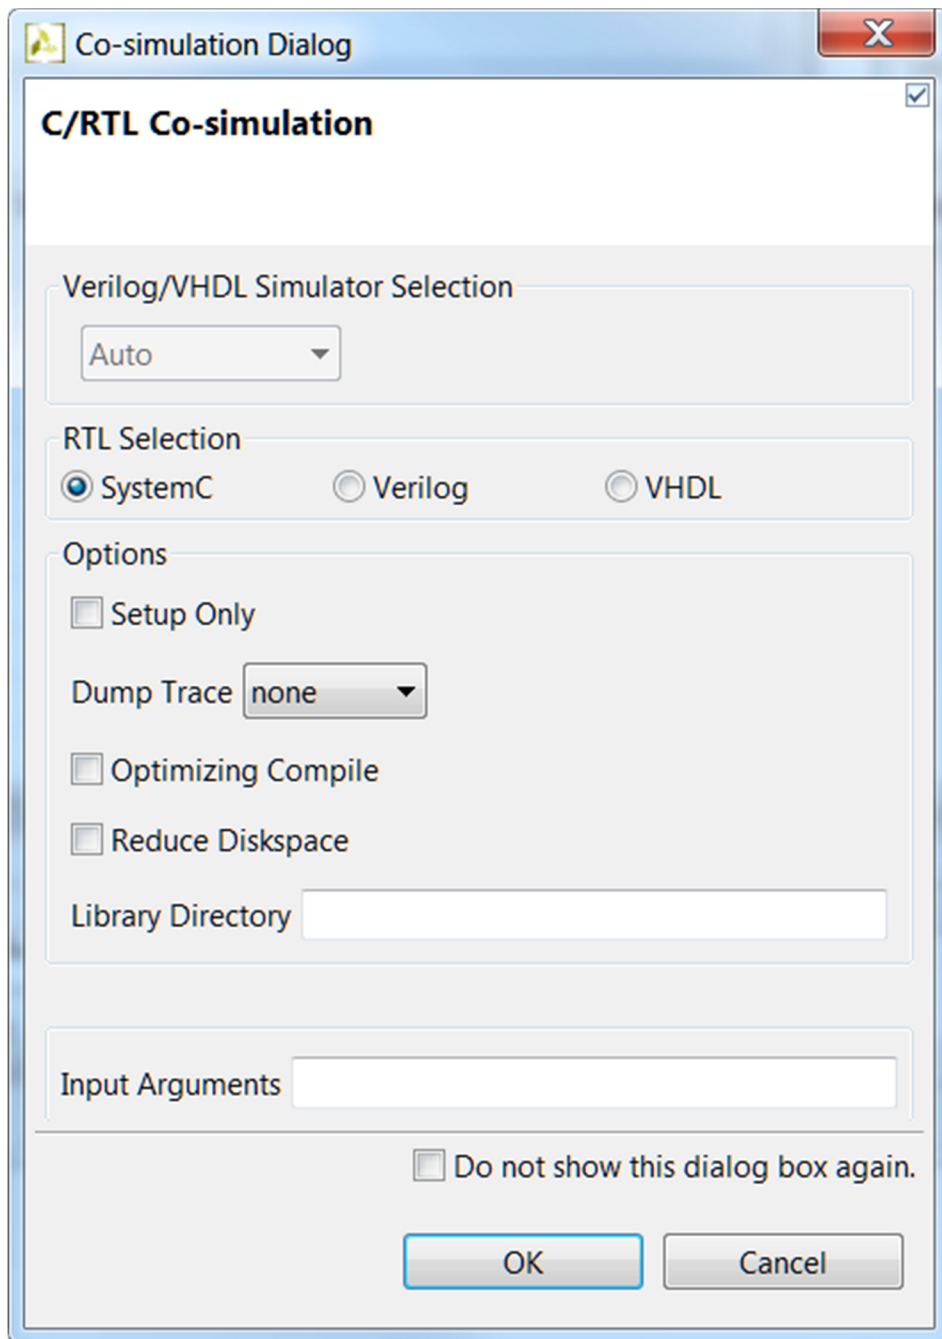 Co-simulation Dialog
C/RTL Co-simulation
Verilog/VHDL Simulator Selection
Auto
RTL Selection
SystemC Verilog VHDL
Options
Setup Only
Dump Trace none
Optimizing Compile
Reduce Diskspace
Library Directory
Input Arguments
Do not show this dialog box again.
OK Cancel